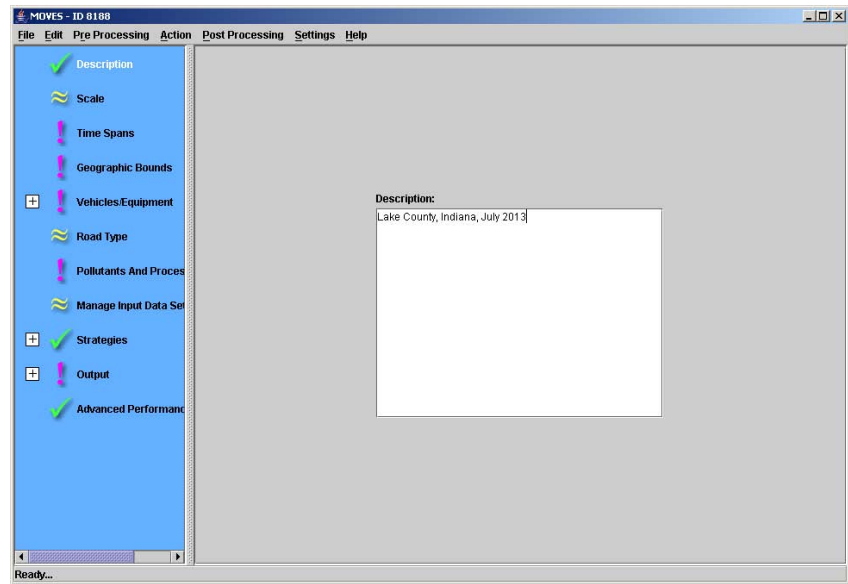 MOVES - ID 8188
File Edit Pre Processing Action Post Processing Settings Help
Description
Scale
Time Spans
Geographic Bounds
Vehicles/Equipment
Road Type
Pollutants And Proces
Manage Input Data Set
Strategies
Output
Advanced Performanc
Description:
Lake County, Indiana, July 2013
Ready...